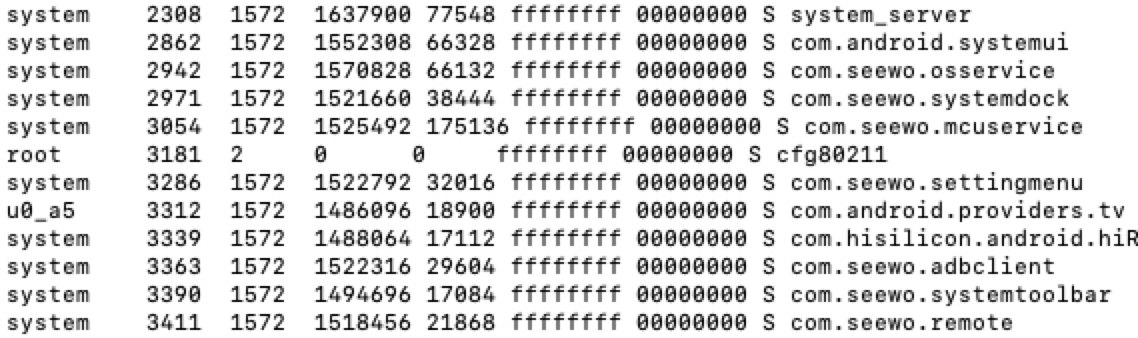 system    2308  1572  1637900 77548 ffffffff 00000000 S system_server
system    2862  1572  1552308 66328 ffffffff 00000000 S com.android.systemui
system    2942  1572  1570828 66132 ffffffff 00000000 S com.seewo.osservice
system    2971  1572  1521660 38444 ffffffff 00000000 S com.seewo.systemdock
system    3054  1572  1525492 175136 ffffffff 00000000 S com.seewo.mcuservice
root      3181  2     0      0     ffffffff 00000000 S cfg80211
system    3286  1572  1522792 32016 ffffffff 00000000 S com.seewo.settingmenu
u0_a5     3312  1572  1486096 18900 ffffffff 00000000 S com.android.providers.tv
system    3339  1572  1488064 17112 ffffffff 00000000 S com.hisilicon.android.hiR
system    3363  1572  1522316 29604 ffffffff 00000000 S com.seewo.adbclient
system    3390  1572  1494696 17084 ffffffff 00000000 S com.seewo.systemtoolbar
system    3411  1572  1518456 21868 ffffffff 00000000 S com.seewo.remote